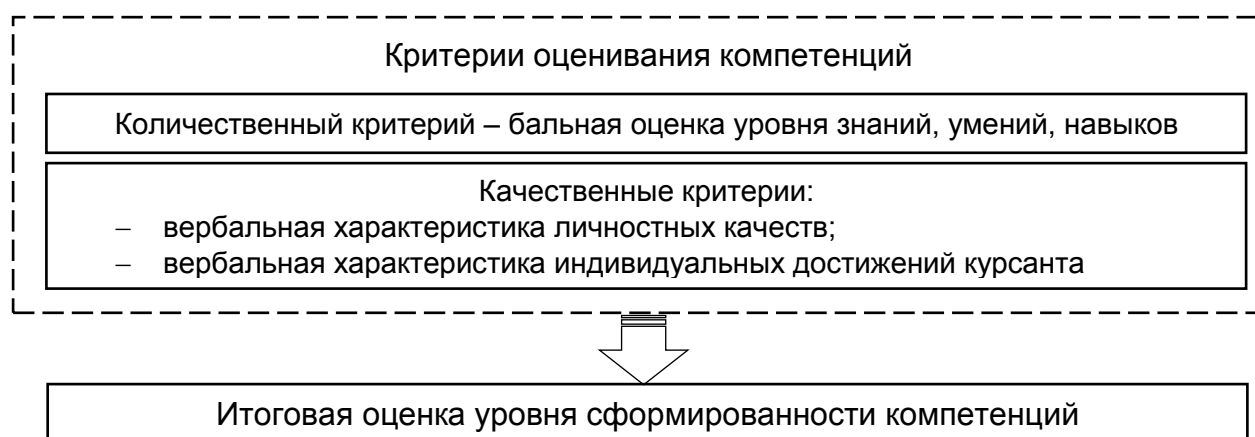 Критерии оценивания компетенций
Количественный критерий – бальная оценка уровня знаний, умений, навыков
Качественные критерии:
– вербальная характеристика личностных качеств;
– вербальная характеристика индивидуальных достижений курсанта
Итоговая оценка уровня сформированности компетенций